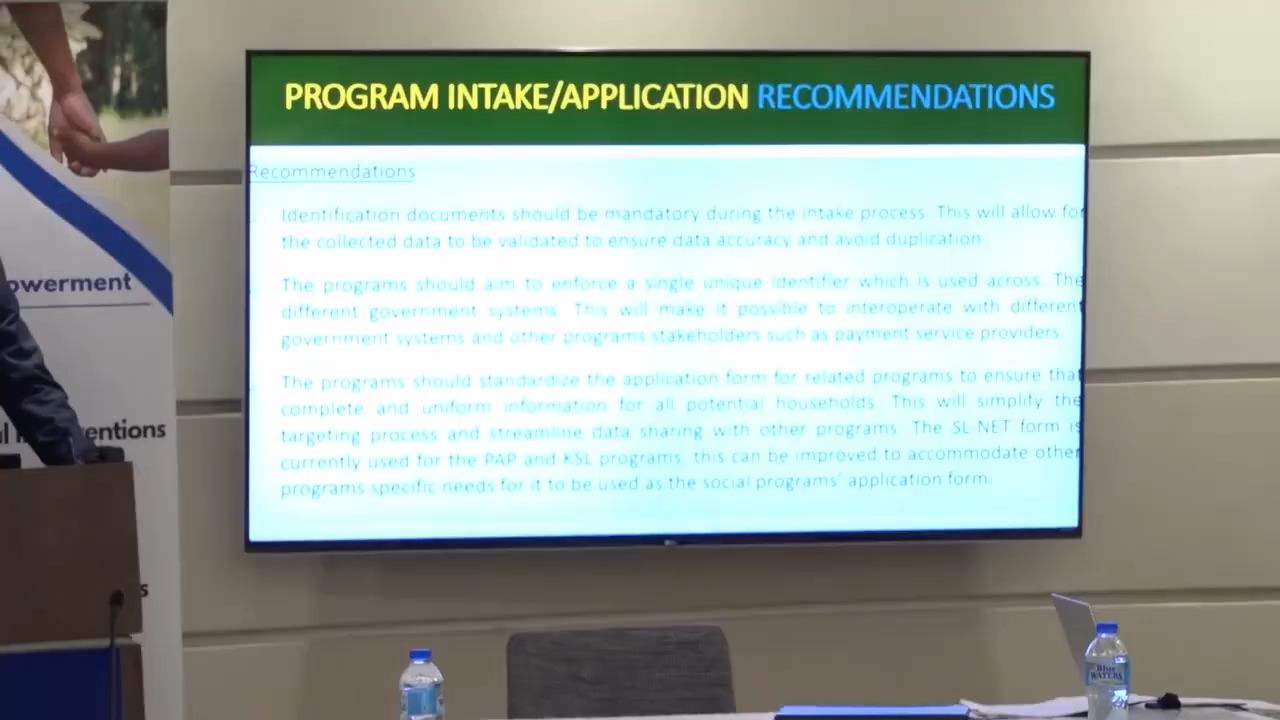 PROGRAM INTAKE/APPLICATION RECOMMENDATIONS
Recommendations
Identification documents should be mandatory during the intake process. This will allow for
the collected data to be validated to ensure data accuracy and avoid duplication.
The programs should aim to enforce a single unique identifier which is used across. The
different government systems. This will make it possible to interoperate with different
government systems and other programs stakeholders such as payment service providers.
The programs should standardize the application form for related programs to ensure that
complete and uniform information for all potential households. This will simplify the
targeting process and streamline data sharing with other programs. The SL-NET form is
currently used for the PAP and KSL programs, this can be improved to accommodate other
programs specific needs for it to be used as the social programs' application form.
owerment
entions
s
Blue
WATERS